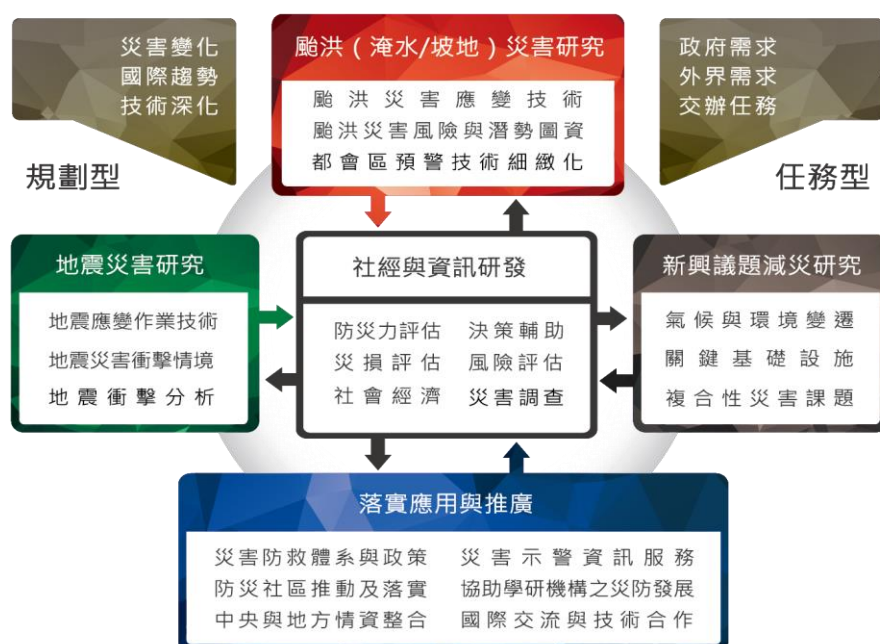 災害變化
國際趨勢
技術深化
規劃型
颱洪（淹水/坡地）災害研究
颱洪災害應變技術
颱洪災害風險與潛勢圖資
都會區預警技術細緻化
政府需求
外界需求
交辦任務
任務型
地震災害研究
地震應變作業技術
地震災害衝擊情境
地震衝擊分析
社經與資訊研發
防災力評估 決策輔助
災損評估 風險評估
社會經濟 災害調查
新興議題減災研究
氣候與環境變遷
關鍵基礎設施
複合性災害課題
落實應用與推廣
災害防救體系與政策 災害示警資訊服務
防災社區推動及落實 協助學研機構之災防發展
中央與地方情資整合 國際交流與技術合作